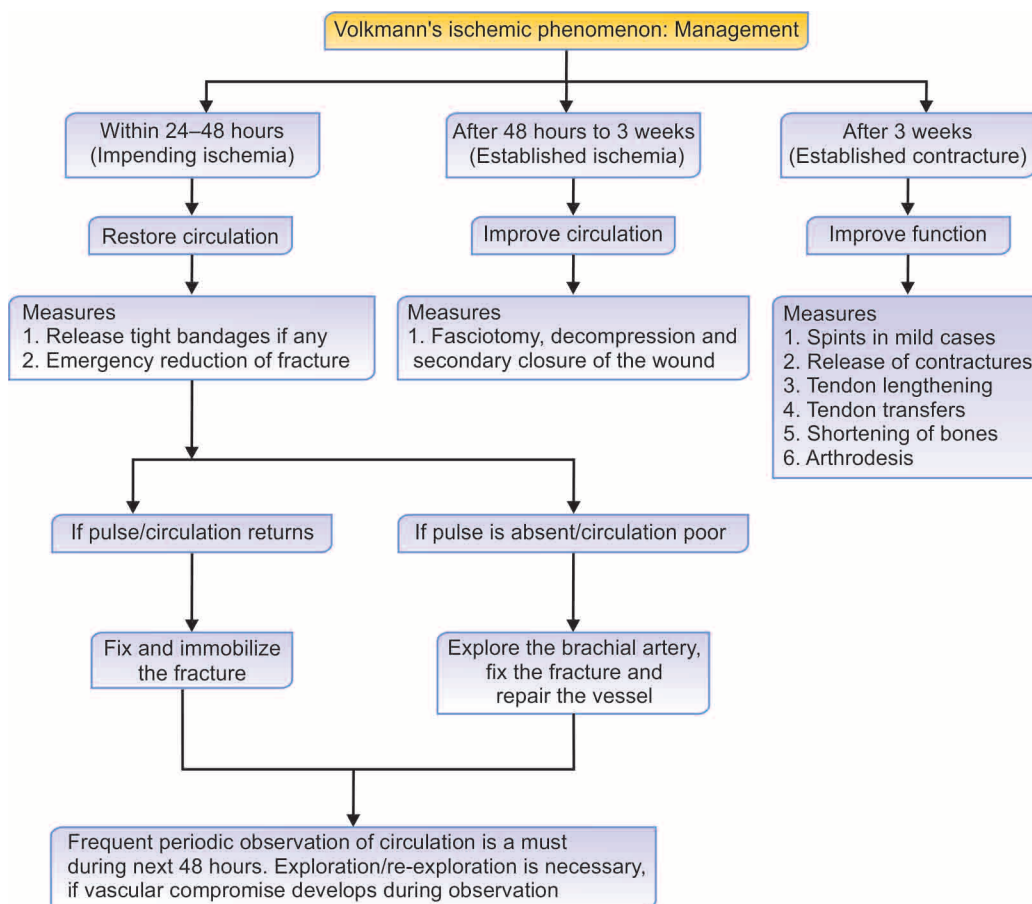 Volkmann's ischemic phenomenon: Management
Within 24–48 hours
(Impending ischemia)
After 48 hours to 3 weeks
(Established ischemia)
After 3 weeks
(Established contracture)
Restore circulation
Improve circulation
Improve function
Measures
1. Release tight bandages if any
2. Emergency reduction of fracture
Measures
1. Fasciotomy, decompression and
secondary closure of the wound
Measures
1. Spints in mild cases
2. Release of contractures
3. Tendon lengthening
4. Tendon transfers
5. Shortening of bones
6. Arthrodesis
If pulse/circulation returns
If pulse is absent/circulation poor
Fix and immobilize
the fracture
Explore the brachial artery,
fix the fracture and
repair the vessel
Frequent periodic observation of circulation is a must
during next 48 hours. Exploration/re-exploration is necessary,
if vascular compromise develops during observation